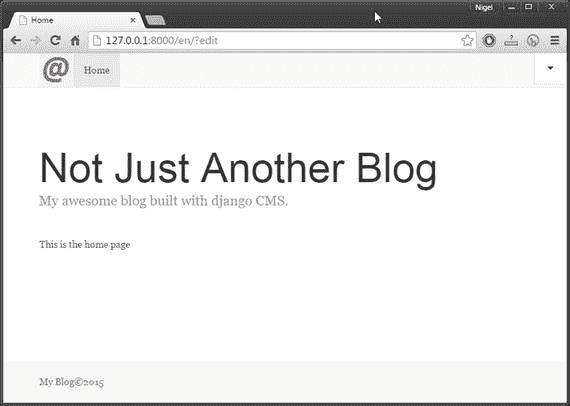 Nigel
Home
127.0.0.1:8000/en/?edit
@ Home
Not Just Another Blog
My awesome blog built with django CMS.
This is the home page
My Blog©2015